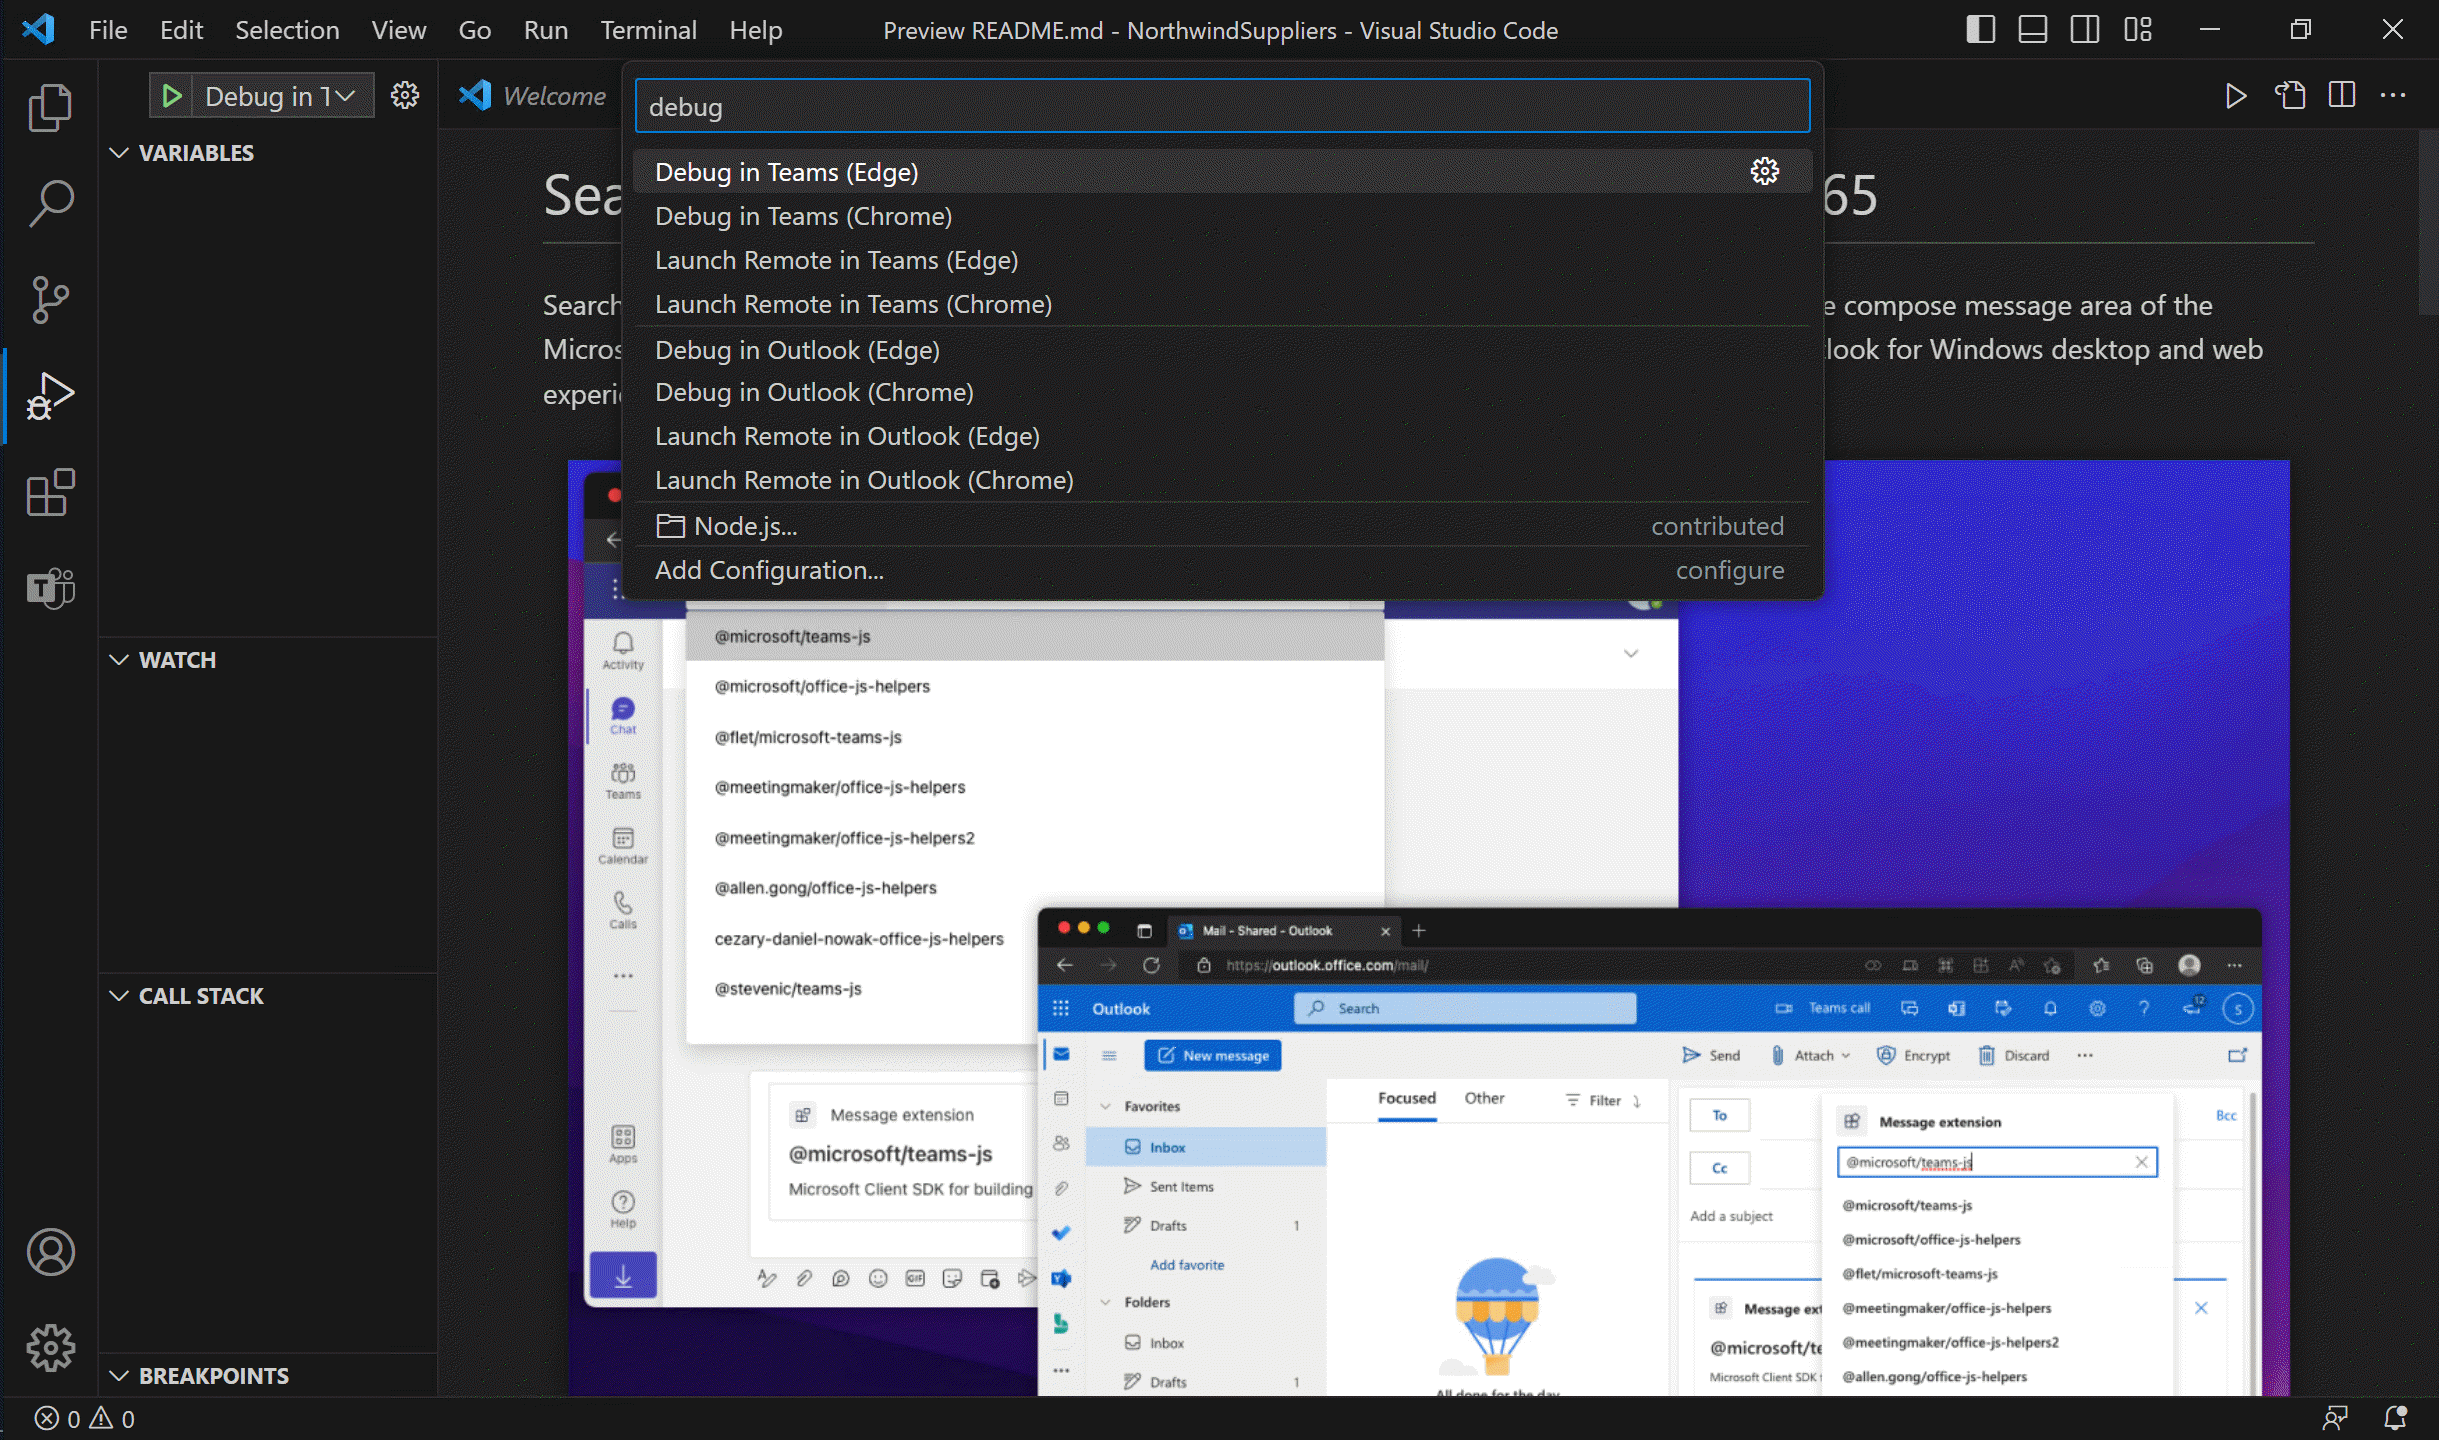 File Edit Selection View Go Run Terminal Help
Preview README.md - NorthwindSuppliers - Visual Studio Code
Debug in T
Welcome
debug
Debug in Teams (Edge)
Debug in Teams (Chrome)
Launch Remote in Teams (Edge)
Launch Remote in Teams (Chrome)
Debug in Outlook (Edge)
Debug in Outlook (Chrome)
Launch Remote in Outlook (Edge)
Launch Remote in Outlook (Chrome)
Node.js... contributed
Add Configuration... configure
VARIABLES
WATCH
CALL STACK
BREAKPOINTS
Sea 65
Search e compose message area of the
Micros look for Windows desktop and web
experi
Activity
Chat
Teams
Calendar
Calls
Apps
Help
@microsoft/teams-js
@microsoft/office-js-helpers
@flet/microsoft-teams-js
@meetingmaker/office-js-helpers
@meetingmaker/office-js-helpers2
@allen.gong/office-js-helpers
cezary-daniel-nowak-office-js-helpers
@stevenic/teams-js
Message extension
@microsoft/teams-js
Microsoft Client SDK for building
GIF
Mail - Shared - Outlook
https://outlook.office.com/mail/
Outlook
Search
Teams call
12
S
New message
Send Attach Encrypt Discard
Favorites
Inbox
Sent Items
Drafts 1
Add favorite
Folders
Inbox
Drafts 1
Focused Other Filter
All done for the day
To
Cc
Bcc
Add a subject
Message ext
@microsoft/te
Microsoft Client SDK
Message extension
@microsoft/teams-js
@microsoft/teams-js
@microsoft/office-js-helpers
@flet/microsoft-teams-js
@meetingmaker/office-js-helpers
@meetingmaker/office-js-helpers2
@allen.gong/office-js-helpers
0 0